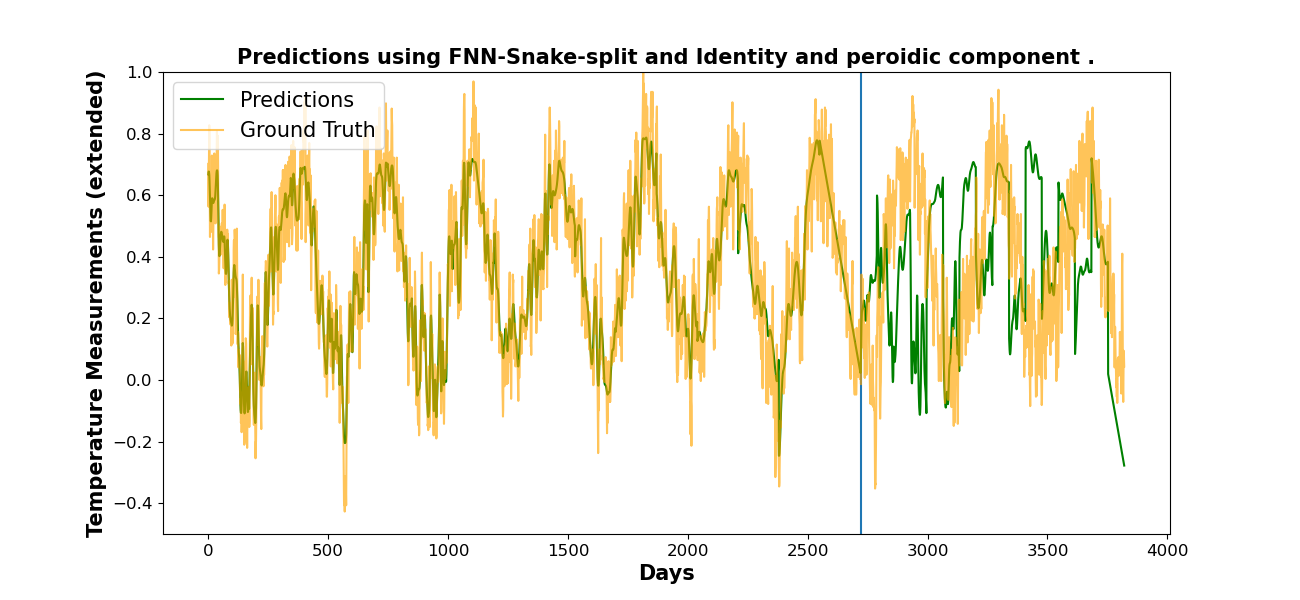 Predictions using FNN-Snake-split and Identity and peroidic component .
Predictions
Ground Truth
Temperature Measurements (extended)
1.0
0.8
0.6
0.4
0.2
0.0
−0.2
−0.4
0 500 1000 1500 2000 2500 3000 3500 4000
Days